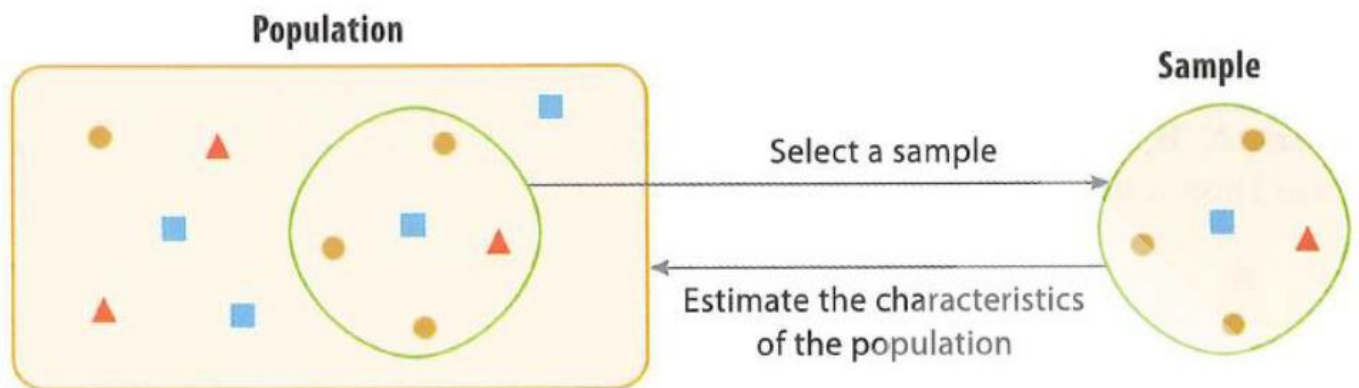 Population
Sample
Select a sample
Estimate the characteristics
of the population